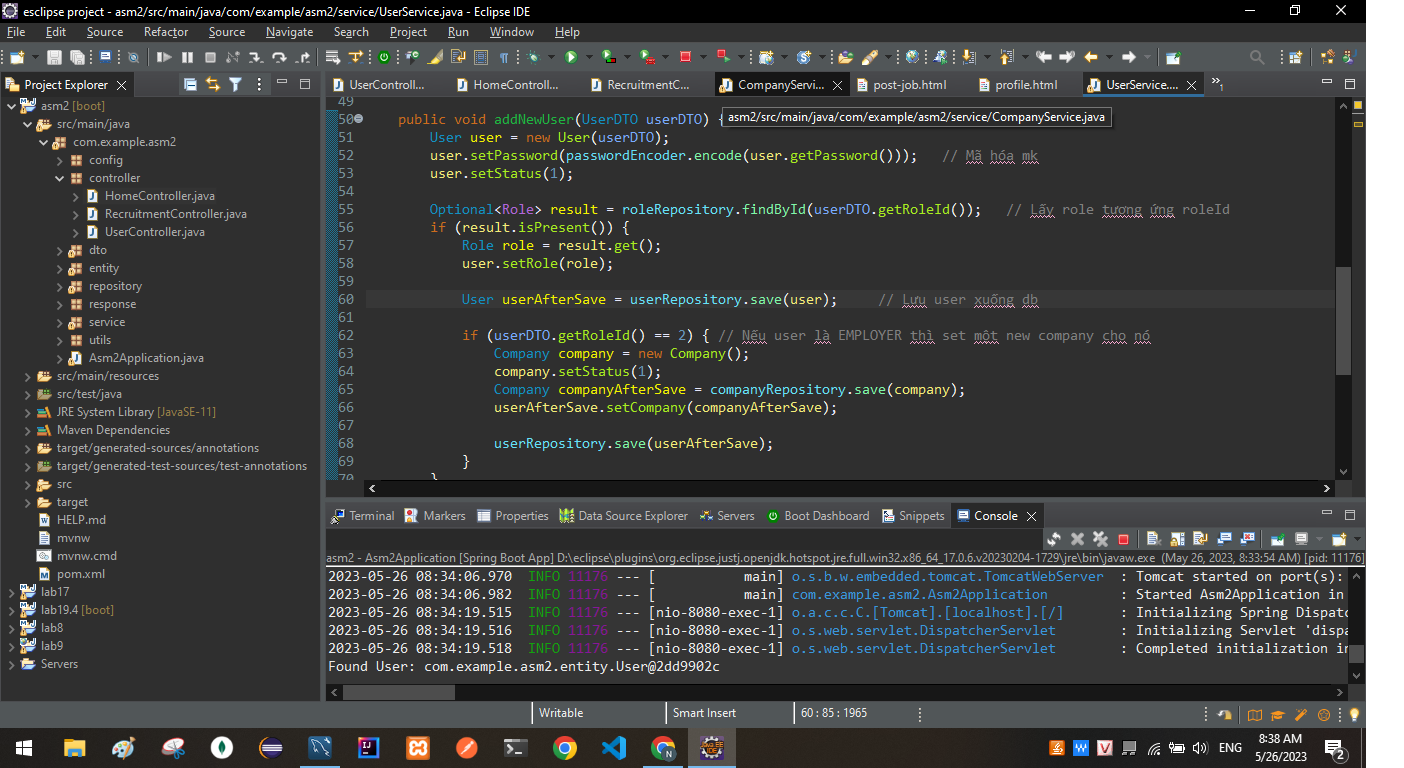 esclipse project - asm2/src/main/java/com/example/asm2/service/UserService.java - Eclipse IDE
File Edit Source Refactor Source Navigate Search Project Run Window Help
Project Explorer
UserControll...
HomeControll...
RecruitmentC...
CompanyServi...
post-job.html
profile.html
UserService....
»1
asm2/src/main/java/com/example/asm2/service/CompanyService.java
asm2 [boot]
src/main/java
com.example.asm2
config
controller
HomeController.java
RecruitmentController.java
UserController.java
dto
entity
repository
response
service
utils
Asm2Application.java
src/main/resources
src/test/java
JRE System Library [JavaSE-11]
Maven Dependencies
target/generated-sources/annotations
target/generated-test-sources/test-annotations
src
target
HELP.md
mvnw
mvnw.cmd
pom.xml
lab17
lab19.4 [boot]
lab8
lab9
Servers
49
50 public void addNewUser(UserDTO userDTO) {
51 User user = new User(userDTO);
52 user.setPassword(passwordEncoder.encode(user.getPassword())); // Mã hóa mk
53 user.setStatus(1);
54
55 Optional<Role> result = roleRepository.findById(userDTO.getRoleId()); // Lấy role tương ứng roleId
56 if (result.isPresent()) {
57 Role role = result.get();
58 user.setRole(role);
59
60 User userAfterSave = userRepository.save(user); // Lưu user xuống db
61
62 if (userDTO.getRoleId() == 2) { // Nếu user là EMPLOYER thì set một new company cho nó
63 Company company = new Company();
64 company.setStatus(1);
65 Company companyAfterSave = companyRepository.save(company);
66 userAfterSave.setCompany(companyAfterSave);
67
68 userRepository.save(userAfterSave);
69 }
70 }
Terminal Markers Properties Data Source Explorer Servers Boot Dashboard Snippets Console
asm2 - Asm2Application [Spring Boot App] D:\eclipse\plugins\org.eclipse.justj.openjdk.hotspot.jre.full.win32.x86_64_17.0.6.v20230204-1729\jre\bin\javaw.exe (May 26, 2023, 8:33:54 AM) [pid: 11176]
2023-05-26 08:34:06.970 INFO 11176 --- [ main] o.s.b.w.embedded.tomcat.TomcatWebServer : Tomcat started on port(s):
2023-05-26 08:34:06.982 INFO 11176 --- [ main] com.example.asm2.Asm2Application : Started Asm2Application in
2023-05-26 08:34:19.515 INFO 11176 --- [nio-8080-exec-1] o.a.c.c.C.[Tomcat].[localhost].[/] : Initializing Spring Dispatc
2023-05-26 08:34:19.516 INFO 11176 --- [nio-8080-exec-1] o.s.web.servlet.DispatcherServlet : Initializing Servlet 'dispa
2023-05-26 08:34:19.518 INFO 11176 --- [nio-8080-exec-1] o.s.web.servlet.DispatcherServlet : Completed initialization in
Found User: com.example.asm2.entity.User@2dd9902c
Writable
Smart Insert
60 : 85 : 1965
ENG
8:38 AM
5/26/2023
2